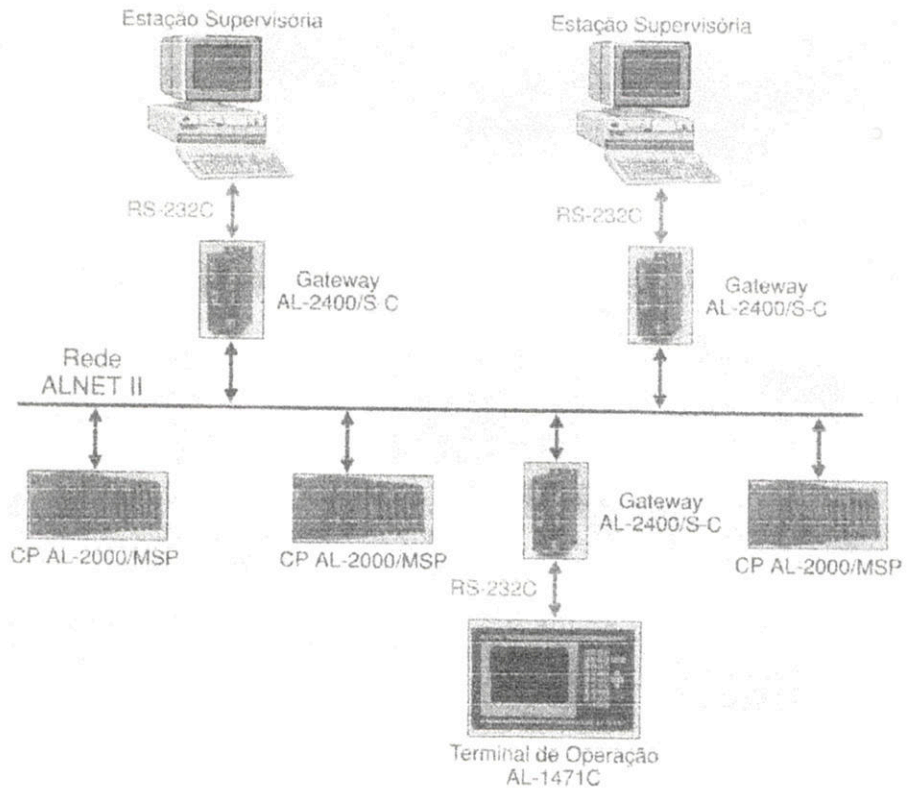 Estação Supervisória
Estação Supervisória
RS-232C
RS-232C
Gateway
AL-2400/S-C
Gateway
AL-2400/S-C
Rede
ALNET II
CP AL-2000/MSP
CP AL-2000/MSP
Gateway
AL-2400/S-C
CP AL-2000/MSP
RS-232C
Terminal de Operação
AL-1471C